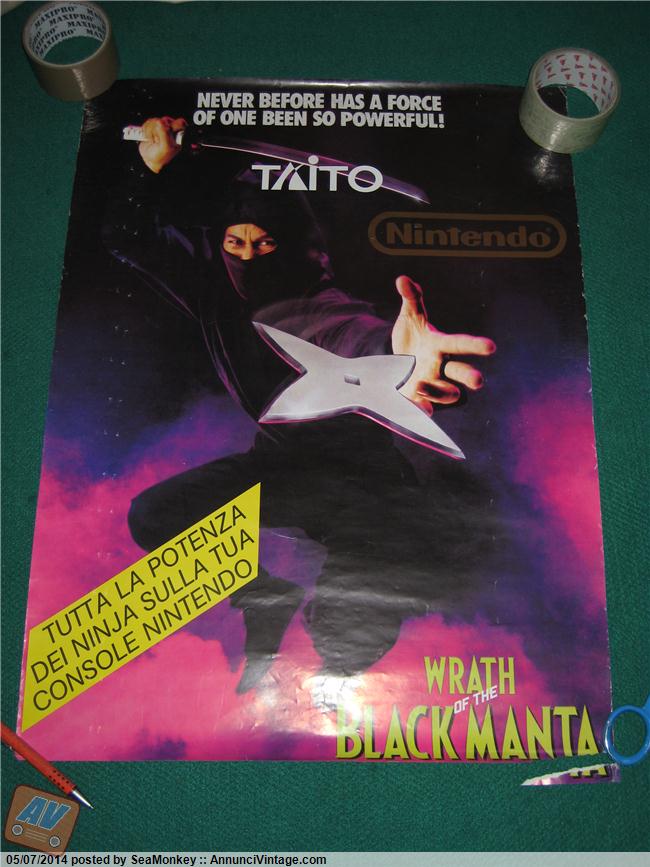 MAXIPRO
MAXIPRO
NEVER BEFORE HAS A FORCE
OF ONE BEEN SO POWERFUL!
TAITO
Nintendo®
TUTTA LA POTENZA
DEI NINJA SULLA TUA
CONSOLE NINTENDO
WRATH
OF THE
BLACK MANTA
AV
05/07/2014 posted by SeaMonkey :: AnnunciVintage.com